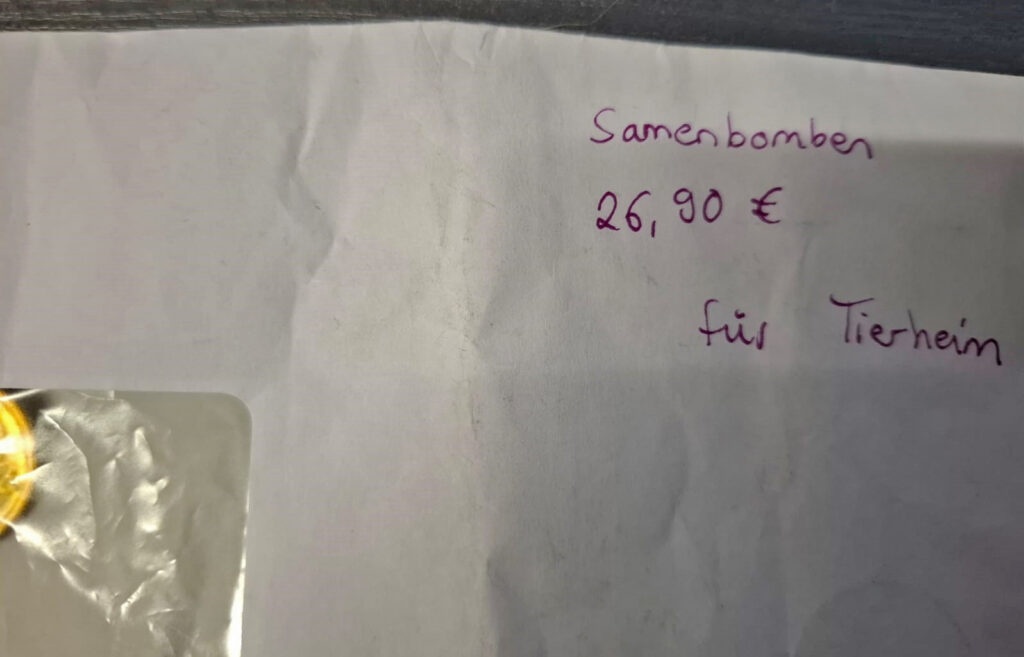 Samenbomben
26,90 €
für Tierheim